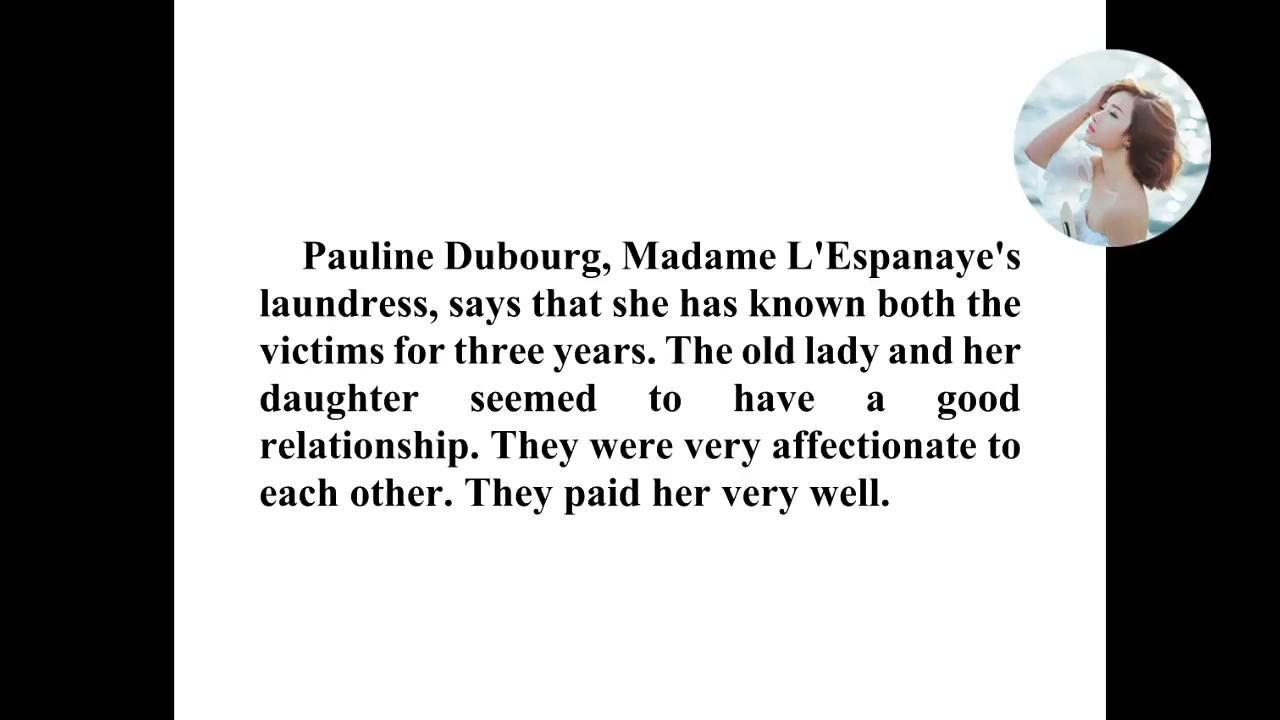 Pauline Dubourg, Madame L'Espanaye's
laundress, says that she has known both the
victims for three years. The old lady and her
daughter seemed to have a good
relationship. They were very affectionate to
each other. They paid her very well.